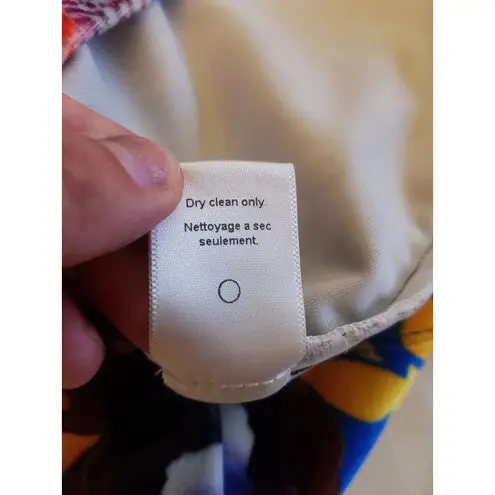 Dry clean only.
Nettoyage a sec
seulement.